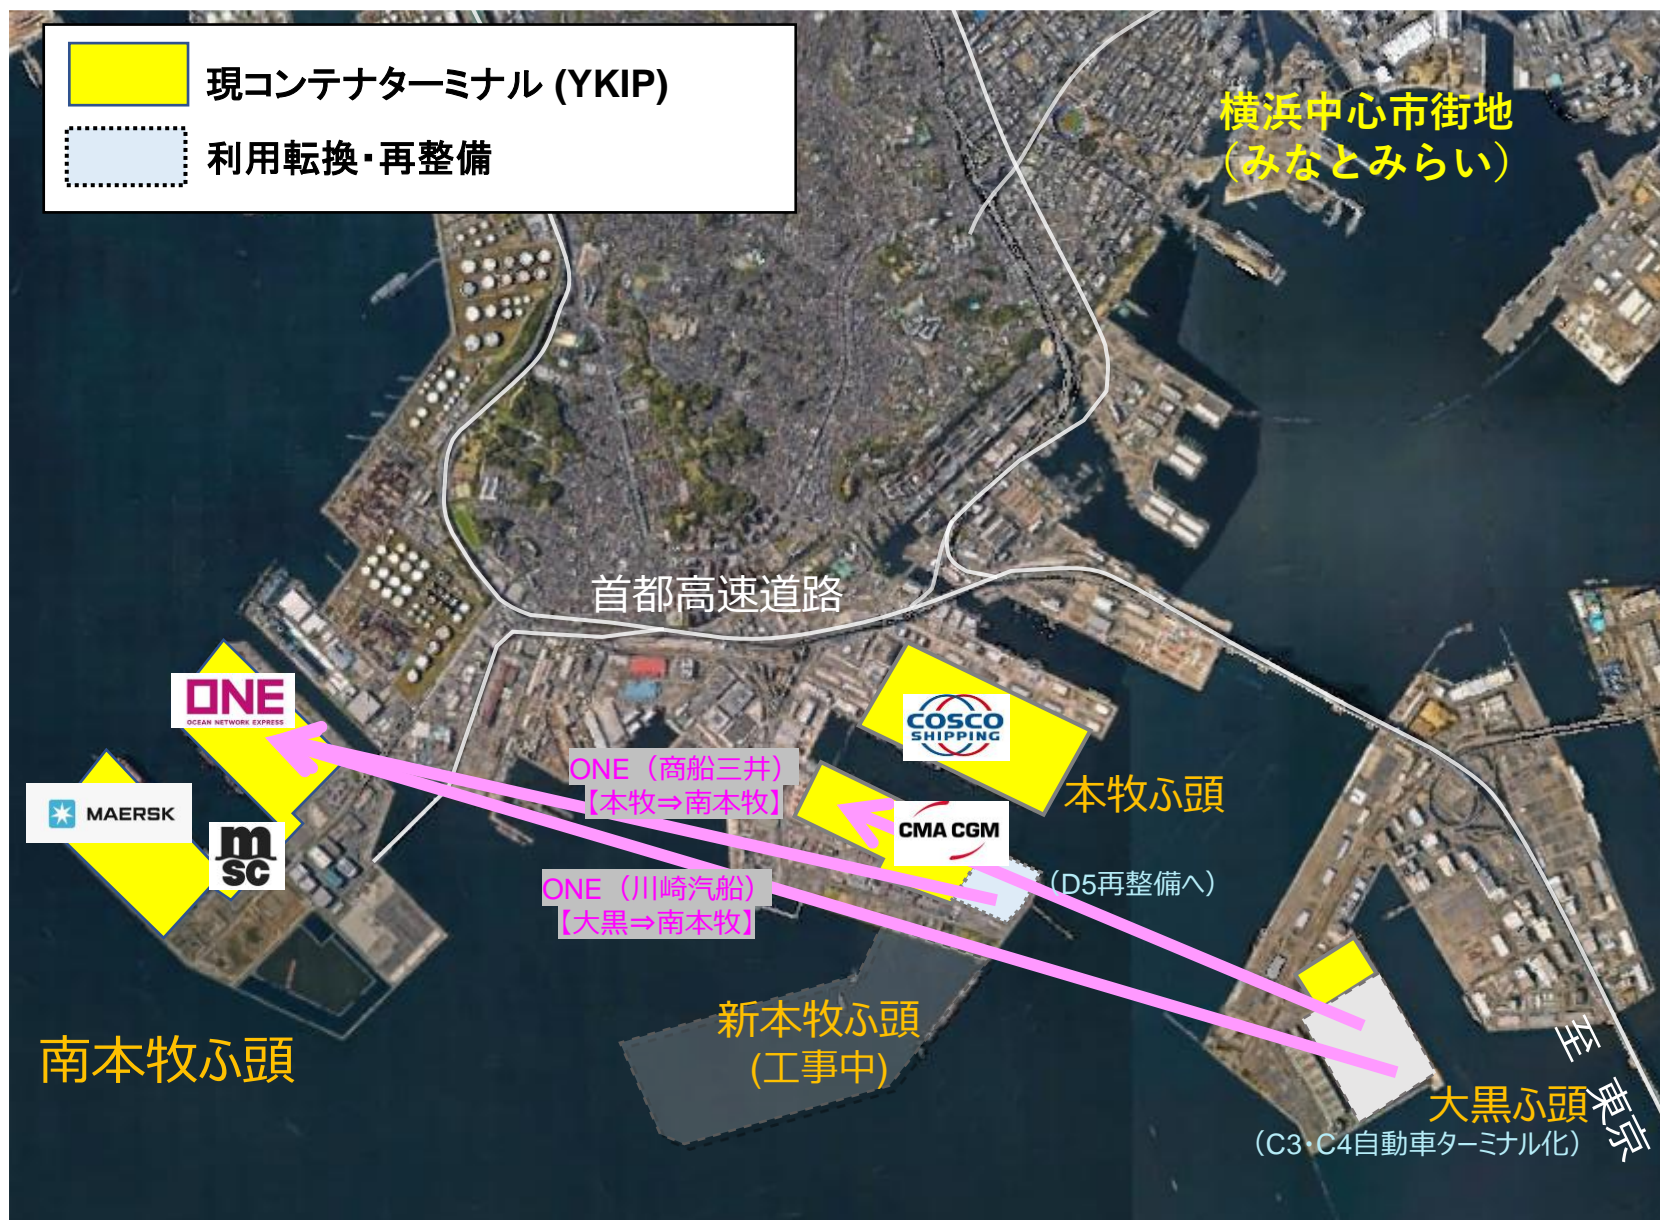 現コンテナターミナル (YKIP)
利用転換・再整備
横浜中心市街地
(みなとみらい)
首都高速道路
ONE
OCEAN NETWORK EXPRESS
MAERSK
msc
COSCO
SHIPPING
CMA CGM
ONE（商船三井）
【本牧⇒南本牧】
ONE（川崎汽船）
【大黒⇒南本牧】
本牧ふ頭
（D5再整備へ）
新本牧ふ頭
(工事中)
南本牧ふ頭
大黒ふ頭
（C3・C4自動車ターミナル化）
至 東京